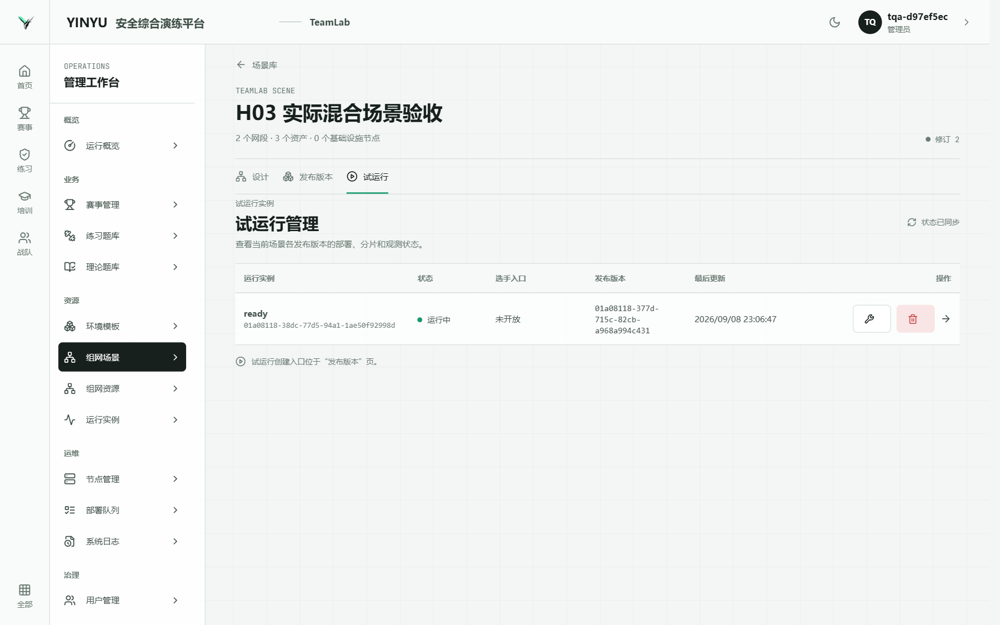 YINYU 安全综合演练平台
TeamLab
TQ
tqa-d97ef5ec
管理员
首页
赛事
练习
培训
战队
全部
OPERATIONS
管理工作台
概览
运行概览
业务
赛事管理
练习题库
理论题库
资源
环境模板
组网场景
组网资源
运行实例
运维
节点管理
部署队列
系统日志
治理
用户管理
场景库
TEAMLAB SCENE
H03 实际混合场景验收
2 个网段 · 3 个资产 · 0 个基础设施节点
修订 2
设计
发布版本
试运行
试运行实例
试运行管理
状态已同步
查看当前场景各发布版本的部署、分片和观测状态。
运行实例 状态 选手入口 发布版本 最后更新 操作
ready
01a08118-38dc-77d5-94a1-1ae50f92998d
运行中
未开放
01a08118-377d-
715c-82cb-
a968a994c431
2026/09/08 23:06:47
试运行创建入口位于“发布版本”页。